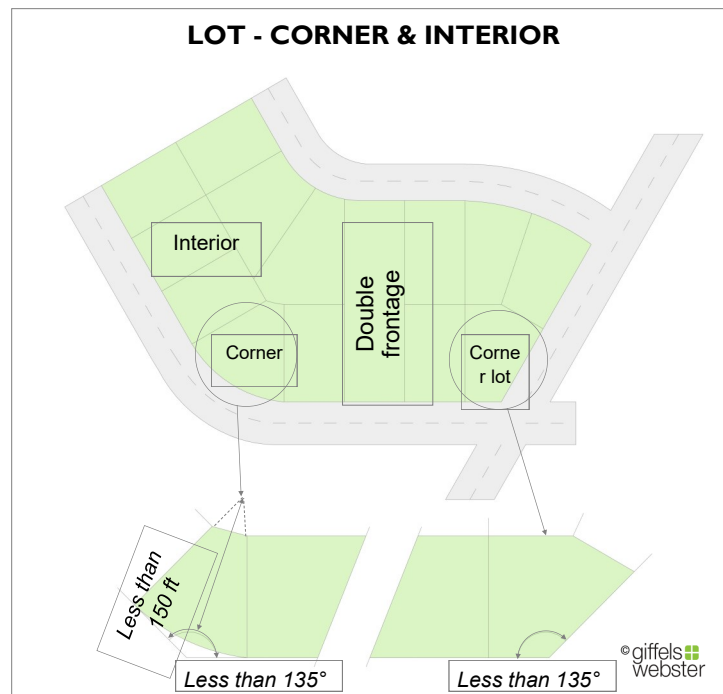 LOT - CORNER & INTERIOR
Interior
Double
frontage
Corner
Corne
r lot
Less than
150 ft
Less than 135°
Less than 135°
©giffels
webster